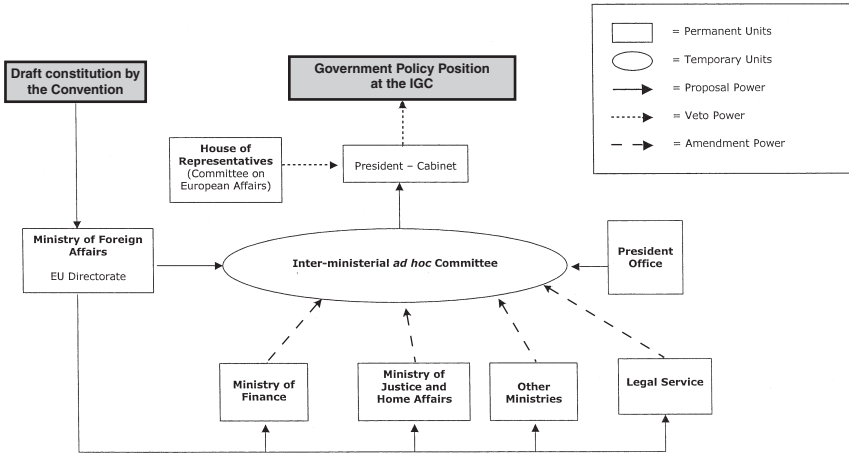 Draft constitution by
the Convention
Government Policy Position
at the IGC
= Permanent Units
= Temporary Units
= Proposal Power
= Veto Power
= Amendment Power
House of
Representatives
(Committee on
European Affairs)
President – Cabinet
Ministry of Foreign
Affairs
EU Directorate
Inter-ministerial ad hoc Committee
President
Office
Ministry of
Finance
Ministry of
Justice and
Home Affairs
Other
Ministries
Legal Service